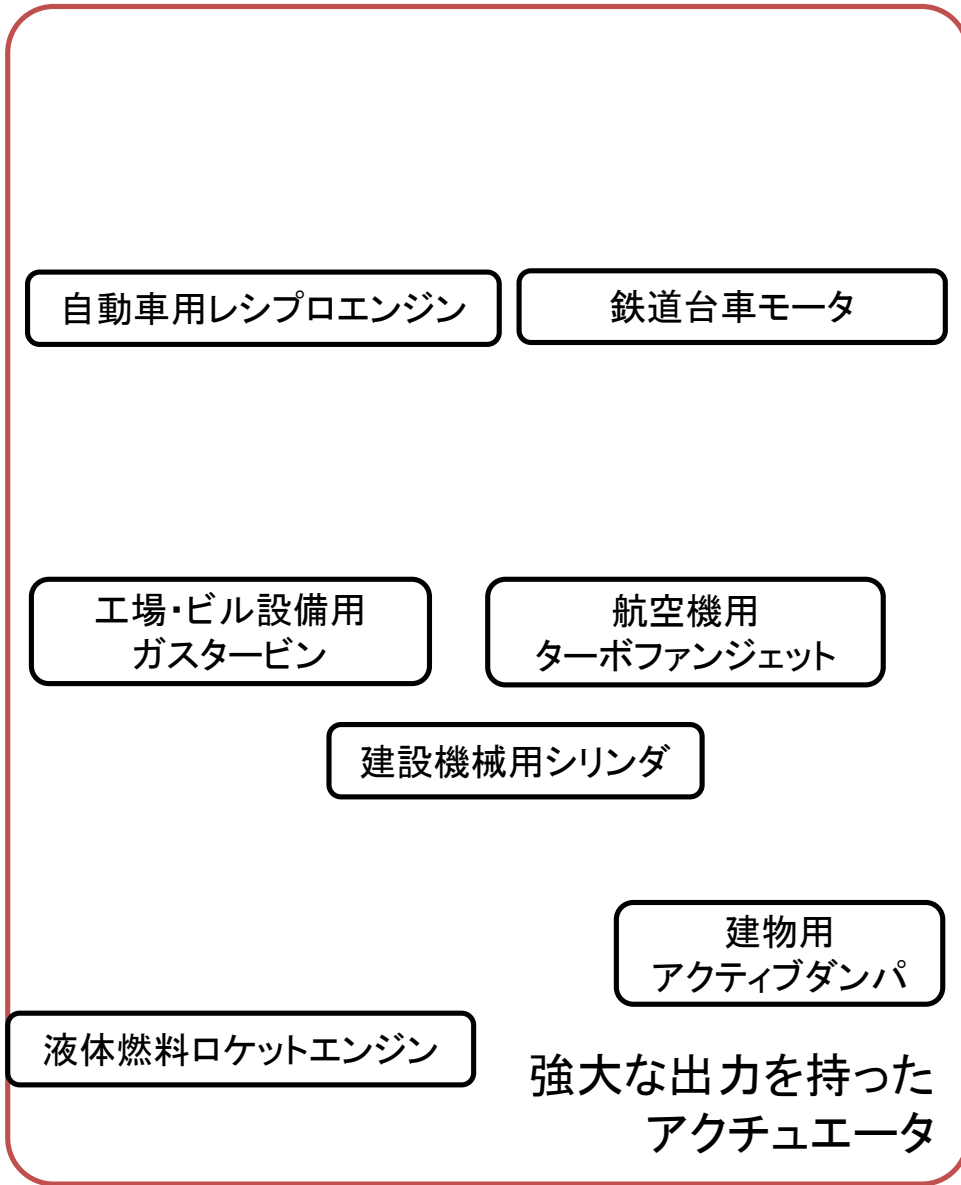 自動車用レシプロエンジン
鉄道台車モータ
工場・ビル設備用
ガスタービン
航空機用
ターボファンジェット
建設機械用シリンダ
建物用
アクティブダンパ
液体燃料ロケットエンジン
強大な出力を持った
アクチュエータ